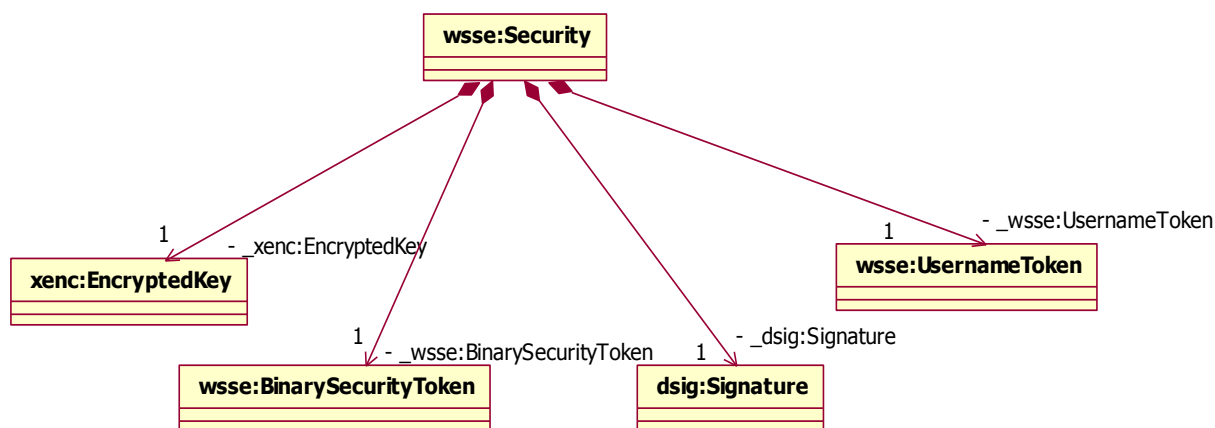 wsse:Security
1
- _wsse:UsernameToken
1
- _xenc:EncryptedKey
wsse:UsernameToken
xenc:EncryptedKey
1
- _wsse:BinarySecurityToken
1
- _dsig:Signature
wsse:BinarySecurityToken
dsig:Signature